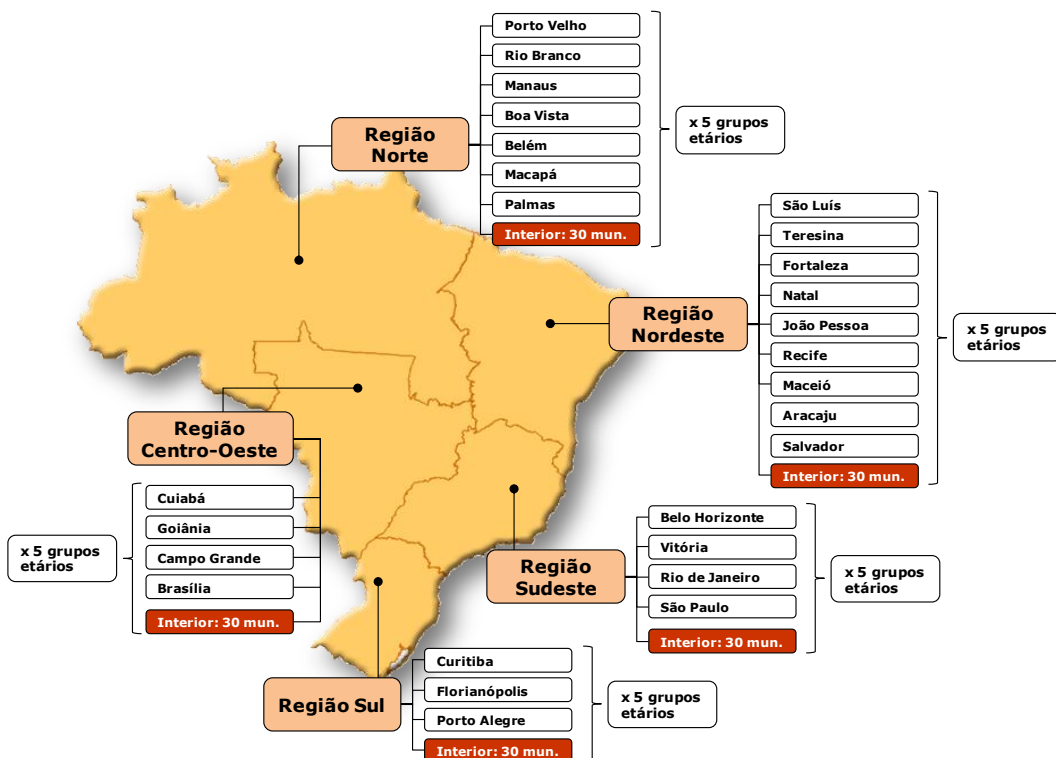 Região
Norte
Porto Velho
Rio Branco
Manaus
Boa Vista
Belém
Macapá
Palmas
Interior: 30 mun.
x 5 grupos
etários
Região
Nordeste
São Luís
Teresina
Fortaleza
Natal
João Pessoa
Recife
Maceió
Aracaju
Salvador
Interior: 30 mun.
x 5 grupos
etários
Região
Centro-Oeste
Cuiabá
Goiânia
Campo Grande
Brasília
Interior: 30 mun.
x 5 grupos
etários
Região
Sudeste
Belo Horizonte
Vitória
Rio de Janeiro
São Paulo
Interior: 30 mun.
x 5 grupos
etários
Região Sul
Curitiba
Florianópolis
Porto Alegre
Interior: 30 mun.
x 5 grupos
etários